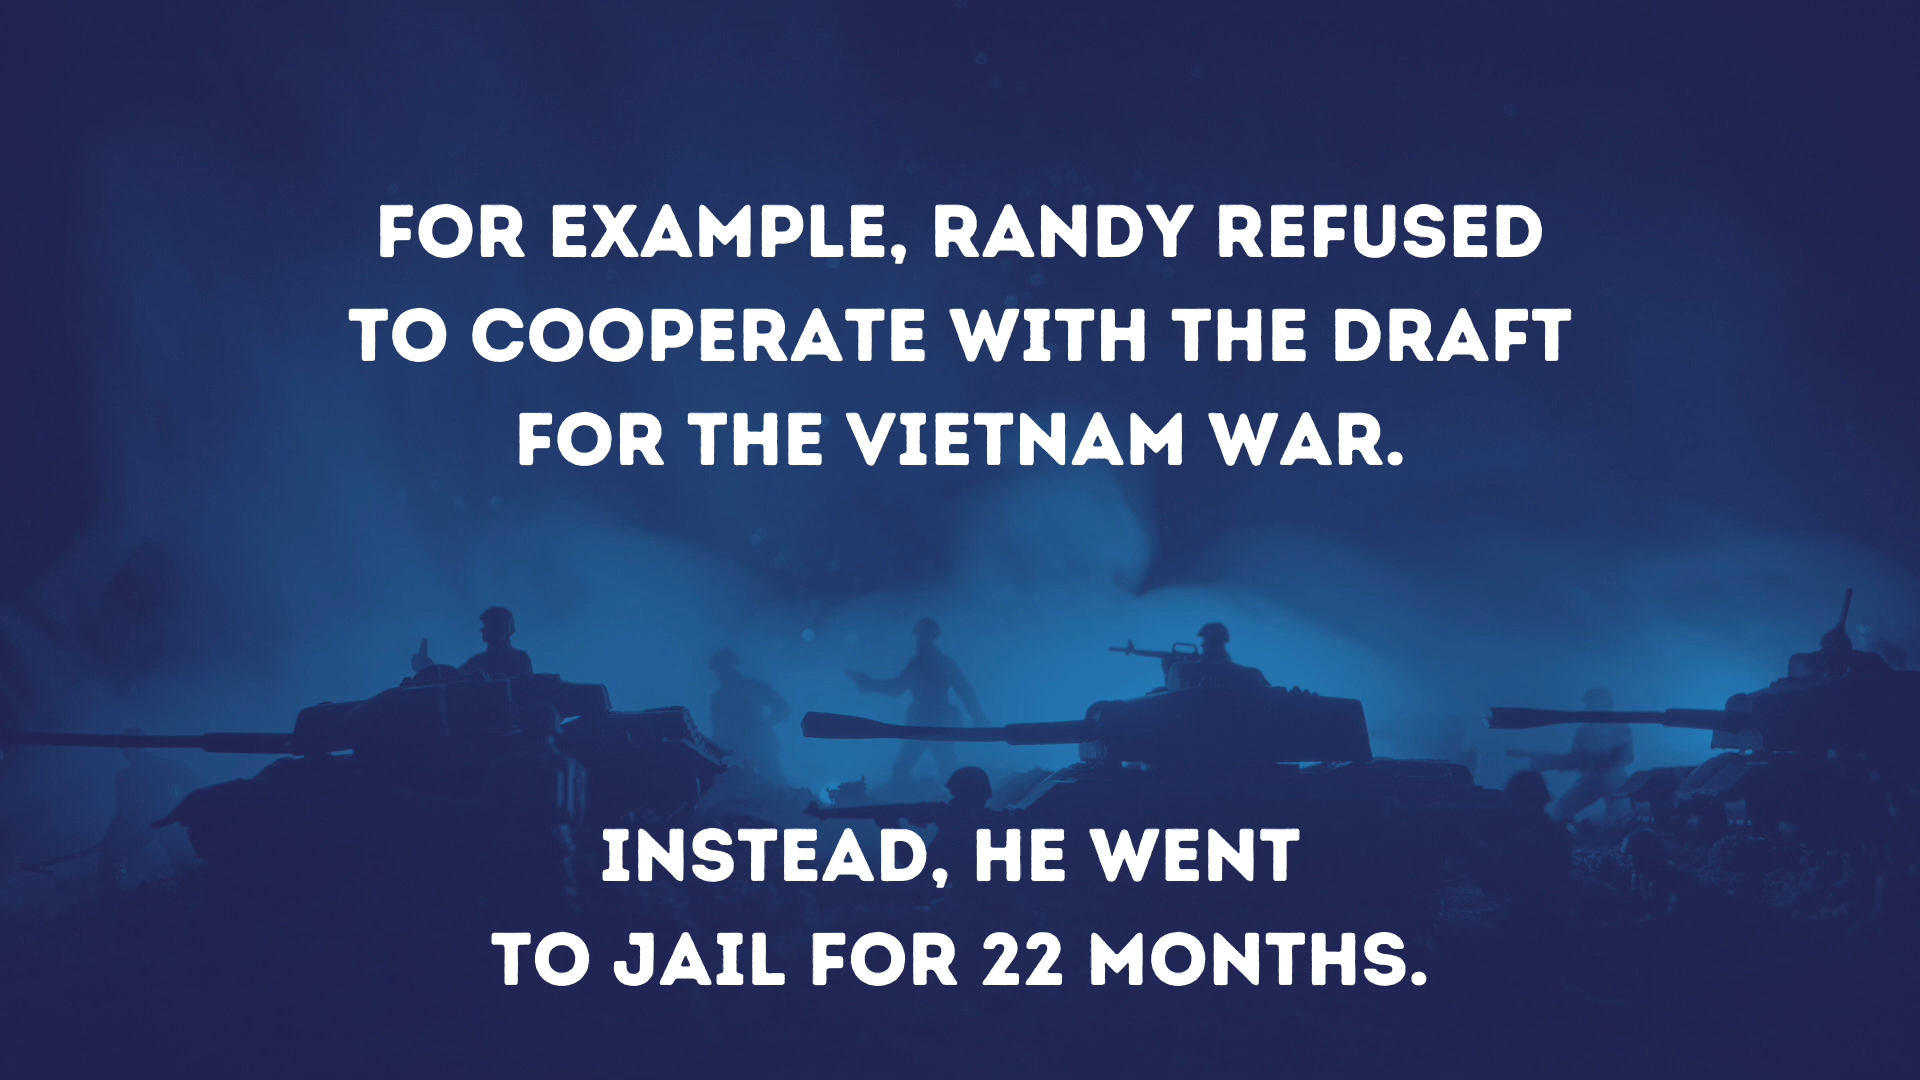 FOR EXAMPLE, RANDY REFUSED
TO COOPERATE WITH THE DRAFT
FOR THE VIETNAM WAR.
INSTEAD, HE WENT
TO JAIL FOR 22 MONTHS.